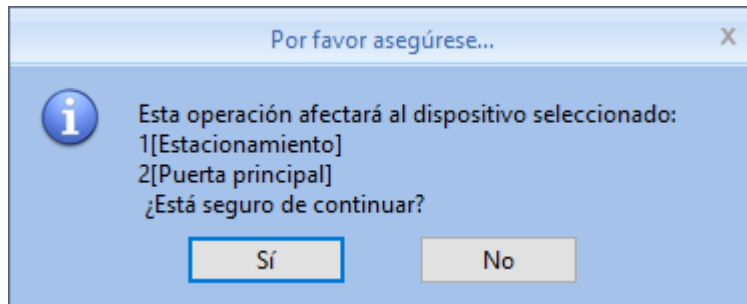 Por favor asegúrese...
X
Esta operación afectará al dispositivo seleccionado:
1[Estacionamiento]
2[Puerta principal]
¿Está seguro de continuar?
Sí
No